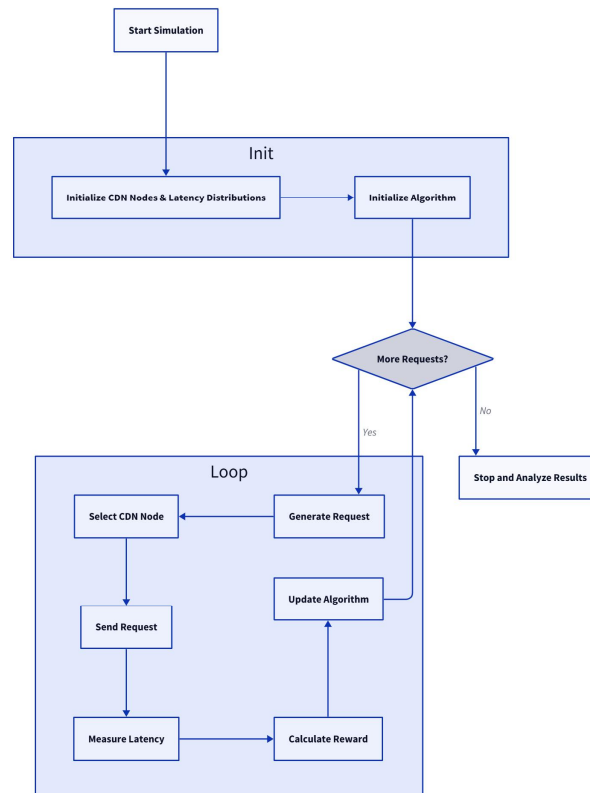 Start Simulation
Init
Initialize CDN Nodes & Latency Distributions
Initialize Algorithm
More Requests?
Yes
No
Stop and Analyze Results
Loop
Select CDN Node
Generate Request
Update Algorithm
Send Request
Measure Latency
Calculate Reward